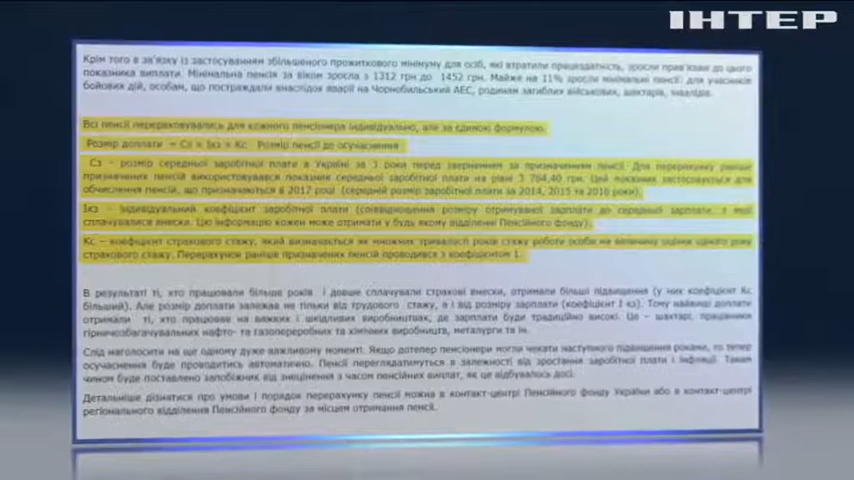 ІНТЕР
Крім того в зв'язку із застосуванням збільшеного прожиткового мінімуму для осіб, які втратили працездатність, зросли прив'язані до цього
показника виплати. Мінімальна пенсія за віком зросла з 1312 грн до 1452 грн. Майже на 11% зросли мінімальні пенсії для учасників
бойових дій, особам, що постраждали внаслідок аварії на Чорнобильський АЕС, родинам загиблих військових, шахтарів, інвалідів.
Всі пенсії перераховувались для кожного пенсіонера індивідуально, але за єдиною формулою.
Розмір доплати = Сз × Ікз × Кс Розмір пенсії до осучаснення
Сз – розмір середньої заробітної плати в Україні за 3 роки перед зверненням за призначенням пенсії. Для перерахунку раніше
призначених пенсій використовувався показник середньої заробітної плати на рівні 3 764,40 грн. Цей показник застосовується для
обчислення пенсій, що призначаються в 2017 році (середній розмір заробітної плати за 2014, 2015 та 2016 роки).
Ікз – індивідуальний коефіцієнт заробітної плати (співвідношення розміру отримуваної зарплати до середньої зарплати, з якої
сплачувалися внески. Цю інформацію кожен може отримати у будь якому відділенні Пенсійного фонду).
Кс – коефіцієнт страхового стажу, який визначається як множник тривалості років стажу роботи особи на величину оцінки одного року
страхового стажу. Перерахунок раніше призначених пенсій проводився з коефіцієнтом 1.
В результаті ті, хто працювали більше років і довше сплачували страхові внески, отримали більші підвищення (у них коефіцієнт Кс
більший). Але розмір доплати залежав не тільки від трудового стажу, а і від розміру зарплати (коефіцієнт І кз). Тому найвищі доплати
отримали ті, хто працював на важких і шкідливих виробництвах, де зарплати були традиційно високі. Це – шахтарі, працівники
гірничозбагачувальних нафто- та газопереробних та хімічних виробництв, металурги та ін.
Слід наголосити на ще одному дуже важливому моменті. Якщо дотепер пенсіонери могли чекати наступного підвищення роками, то тепер
осучаснення буде проводитись автоматично. Пенсії переглядатимуться в залежності від зростання заробітної плати і інфляції. Таким
чином буде поставлено запобіжник від знецінення з часом пенсійних виплат, як це відбувалось досі.
Детальніше дізнатися про умови і порядок перерахунку пенсії можна в контакт-центрі Пенсійного фонду України або в контакт-центрі
регіонального відділення Пенсійного фонду за місцем отримання пенсії.